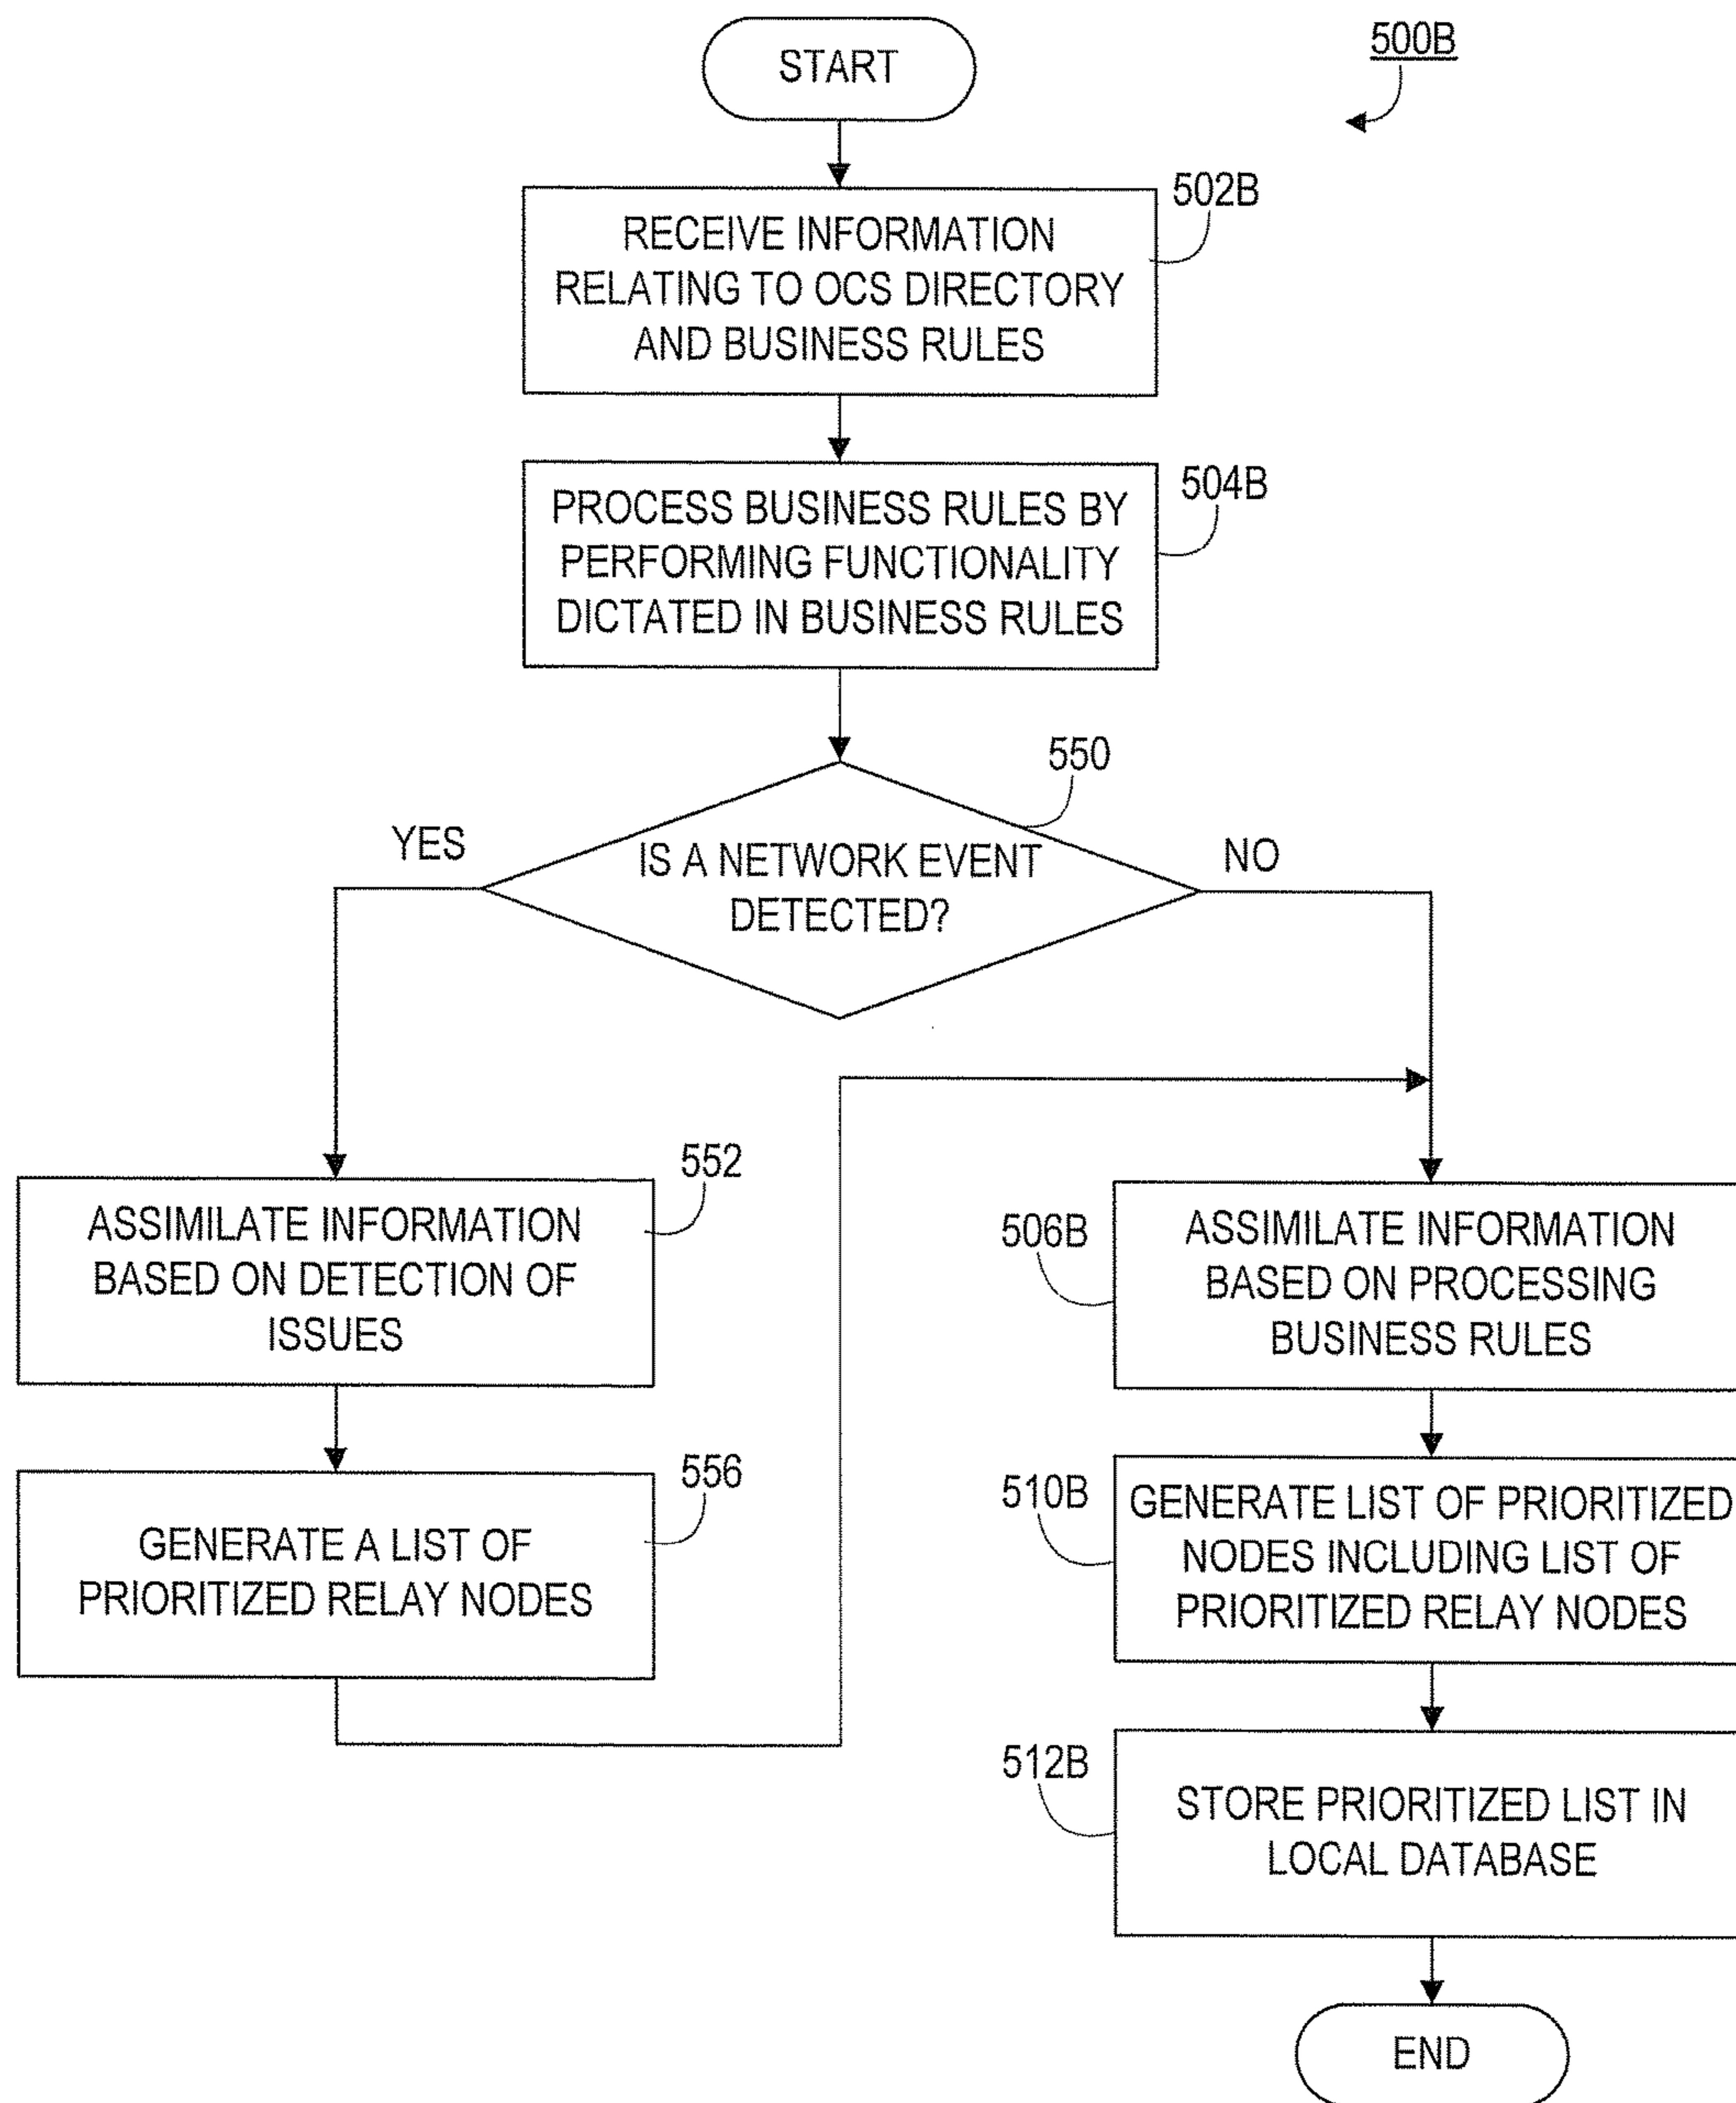 START
500B
502B
RECEIVE INFORMATION
RELATING TO OCS DIRECTORY
AND BUSINESS RULES
504B
PROCESS BUSINESS RULES BY
PERFORMING FUNCTIONALITY
DICTATED IN BUSINESS RULES
550
YES
IS A NETWORK EVENT
DETECTED?
NO
552
ASSIMILATE INFORMATION
BASED ON DETECTION OF
ISSUES
556
GENERATE A LIST OF
PRIORITIZED RELAY NODES
506B
ASSIMILATE INFORMATION
BASED ON PROCESSING
BUSINESS RULES
510B
GENERATE LIST OF PRIORITIZED
NODES INCLUDING LIST OF
PRIORITIZED RELAY NODES
512B
STORE PRIORITIZED LIST IN
LOCAL DATABASE
END